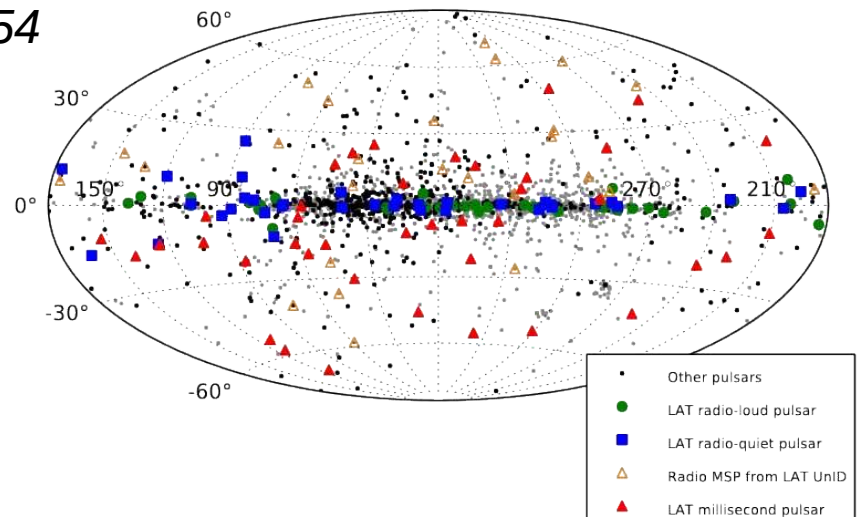 54
60°
30°
150° 90° 270° 210°
0°
-30°
-60°
Other pulsars
LAT radio-loud pulsar
LAT radio-quiet pulsar
Radio MSP from LAT UnID
LAT millisecond pulsar